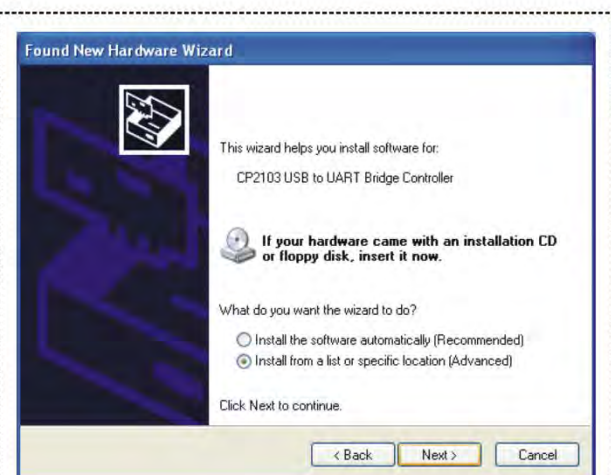 Found New Hardware Wizard
This wizard helps you install software for:
CP2103 USB to UART Bridge Controller
If your hardware came with an installation CD
or floppy disk, insert it now.
What do you want the wizard to do?
Install the software automatically (Recommended)
Install from a list or specific location (Advanced)
Click Next to continue.
< Back
Next >
Cancel